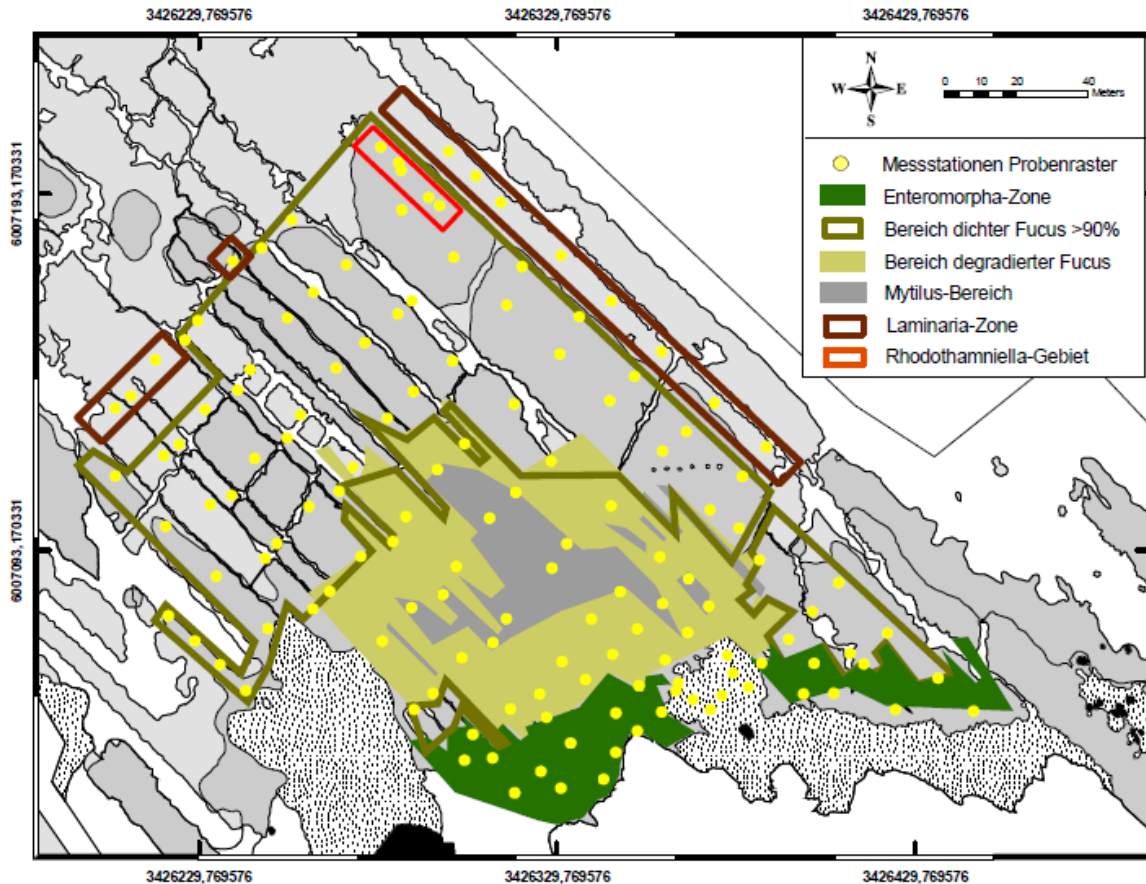 3426229,769576 3426329,769576 3426429,769576
6007193,170331
6007093,170331
N
W E
S
0 10 20 40
Meters
Messstationen Probenraster
Enteromorpha-Zone
Bereich dichter Fucus >90%
Bereich degradierter Fucus
Mytilus-Bereich
Laminaria-Zone
Rhodothamniella-Gebiet
3426229,769576 3426329,769576 3426429,769576